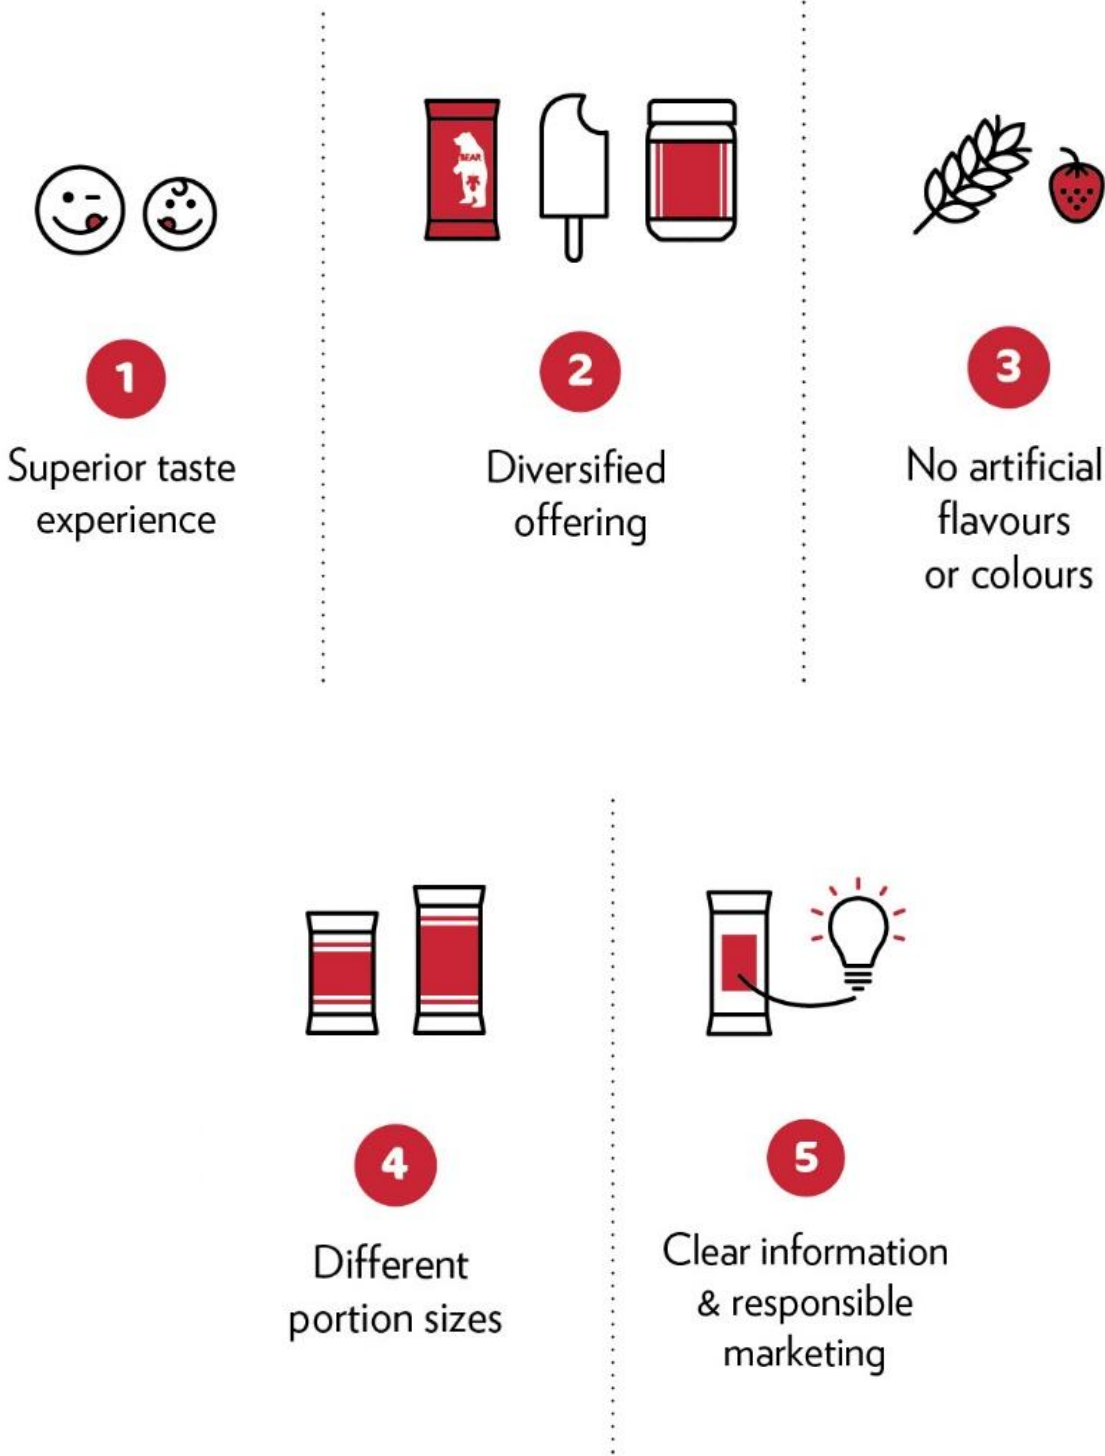 BEAR
1
Superior taste
experience
2
Diversified
offering
3
No artificial
flavours
or colours
4
Different
portion sizes
5
Clear information
& responsible
marketing